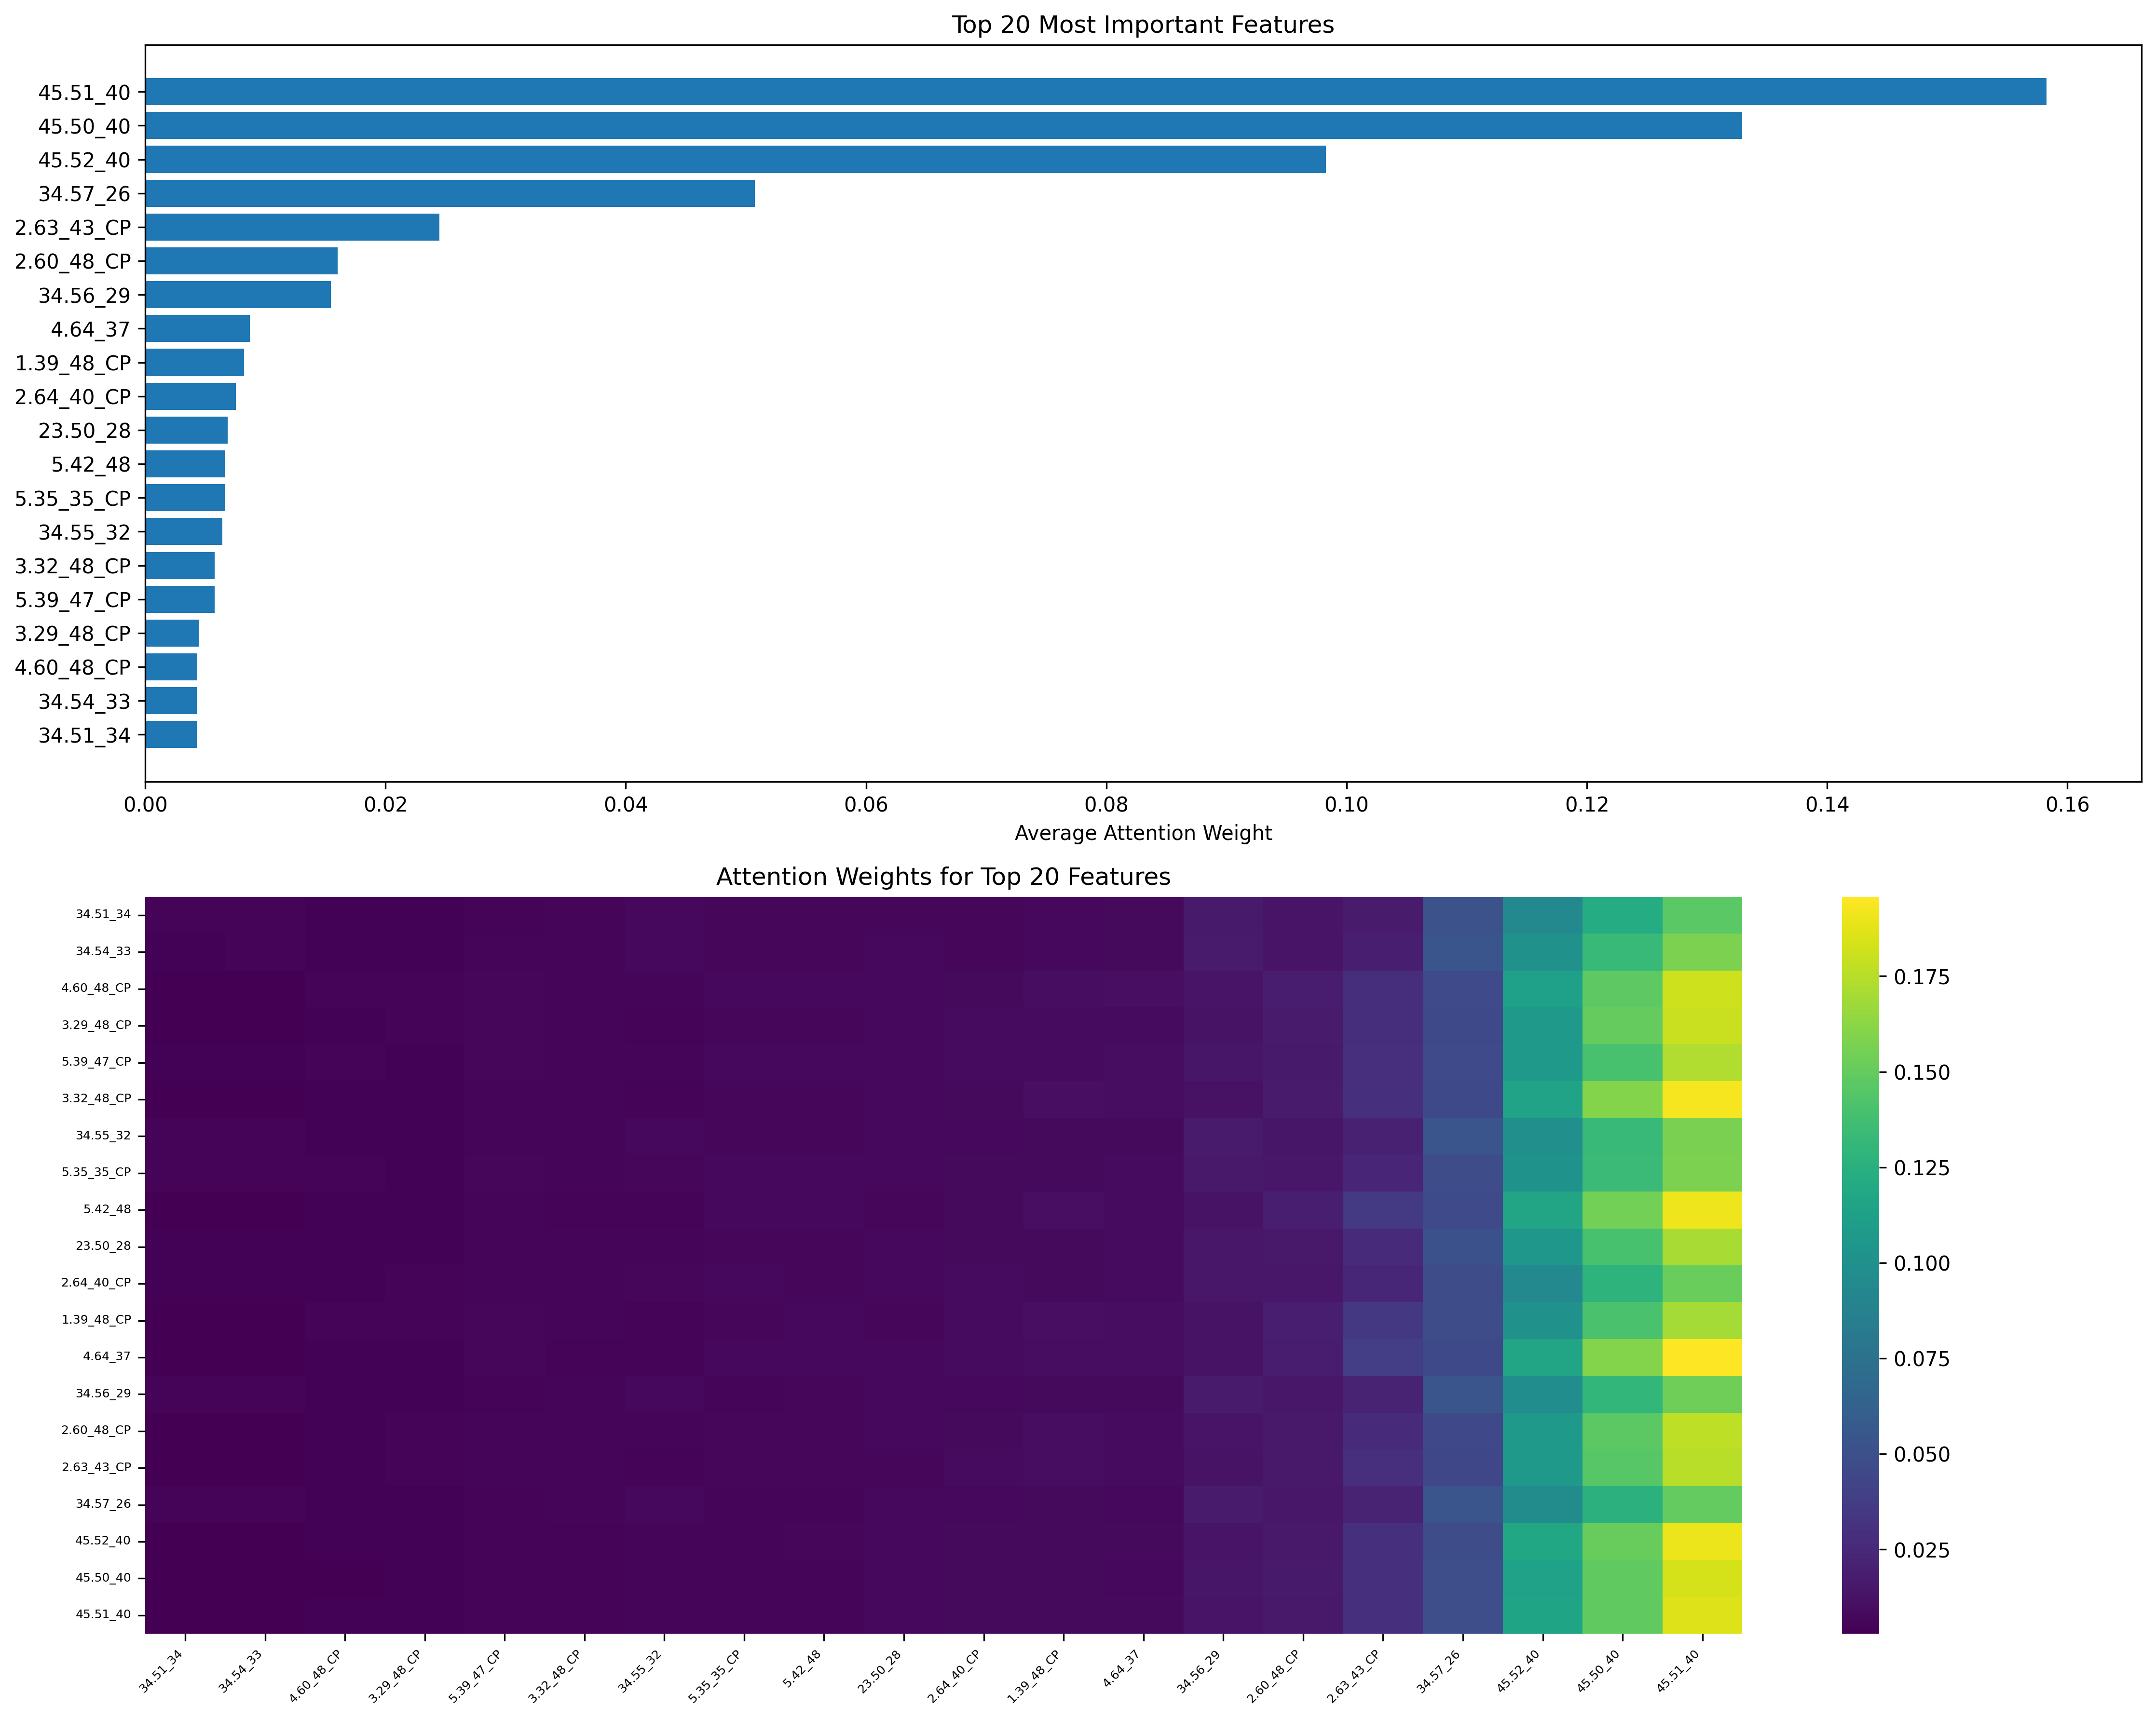 Top 20 Most Important Features
45.51_40
45.50_40
45.52_40
34.57_26
2.63_43_CP
2.60_48_CP
34.56_29
4.64_37
1.39_48_CP
2.64_40_CP
23.50_28
5.42_48
5.35_35_CP
34.55_32
3.32_48_CP
5.39_47_CP
3.29_48_CP
4.60_48_CP
34.54_33
34.51_34
0.00 0.02 0.04 0.06 0.08 0.10 0.12 0.14 0.16
Average Attention Weight
Attention Weights for Top 20 Features
34.51_34
34.54_33
4.60_48_CP
3.29_48_CP
5.39_47_CP
3.32_48_CP
34.55_32
5.35_35_CP
5.42_48
23.50_28
2.64_40_CP
1.39_48_CP
4.64_37
34.56_29
2.60_48_CP
2.63_43_CP
34.57_26
45.52_40
45.50_40
45.51_40
34.51_34 34.54_33 4.60_48_CP 3.29_48_CP 5.39_47_CP 3.32_48_CP 34.55_32 5.35_35_CP 5.42_48 23.50_28 2.64_40_CP 1.39_48_CP 4.64_37 34.56_29 2.60_48_CP 2.63_43_CP 34.57_26 45.52_40 45.50_40 45.51_40
0.175
0.150
0.125
0.100
0.075
0.050
0.025